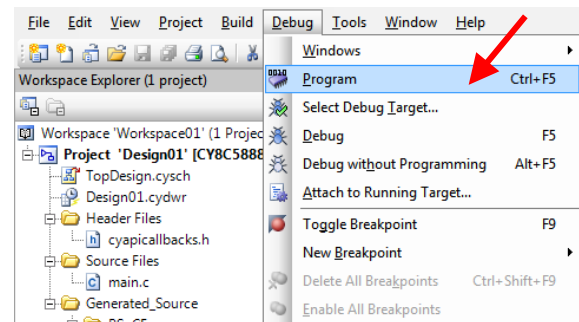 File Edit View Project Build Debug Tools Window Help
Windows
Workspace Explorer (1 project)
Program Ctrl+F5
Select Debug Target...
Workspace 'Workspace01' (1 Projec
Debug F5
Project 'Design01' [CY8C5888
Debug without Programming Alt+F5
TopDesign.cysch
Design01.cydwr
Attach to Running Target...
Header Files
Toggle Breakpoint F9
cyapicallbacks.h
New Breakpoint
Source Files
main.c
Delete All Breakpoints Ctrl+Shift+F9
Generated_Source
Enable All Breakpoints